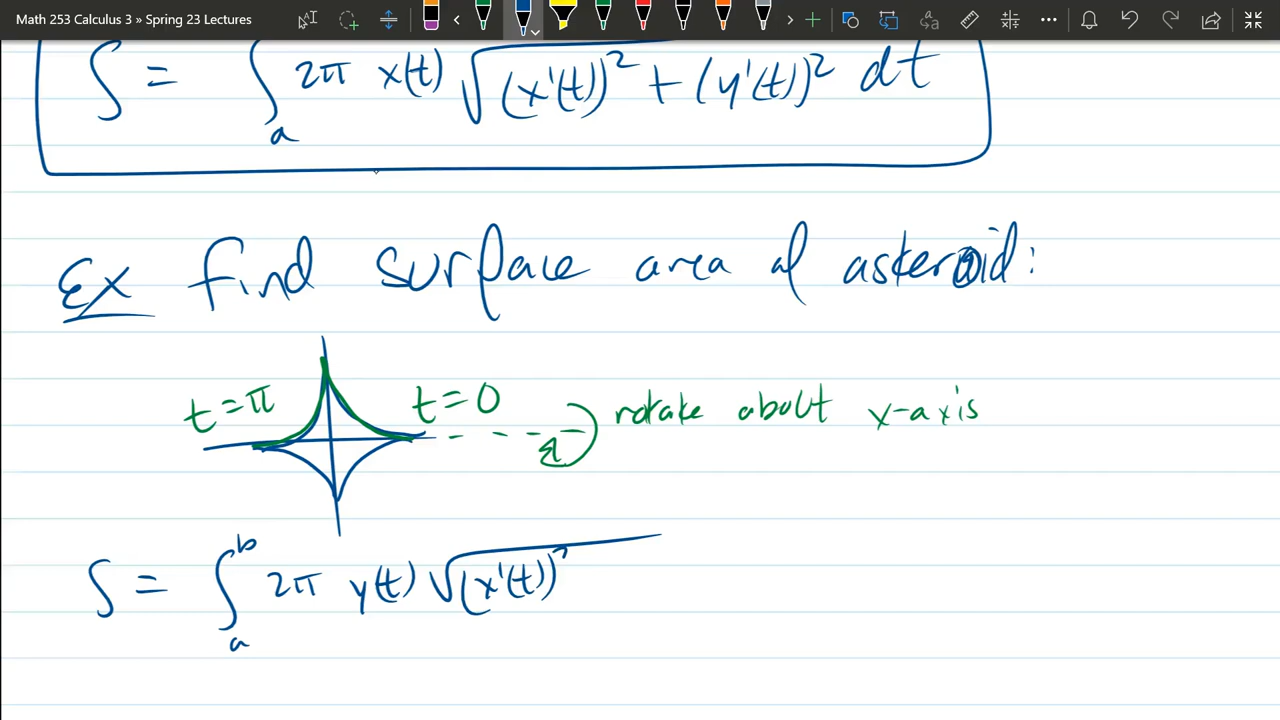 Math 253 Calculus 3 » Spring 23 Lectures
S = ∫ₐ 2π x(t) √(x'(t))² + (y'(t))² dt
Ex find surface area of asteroid:
t = π t = 0 rotate about x-axis
S = ∫ₐᵇ 2π y(t) √(x'(t))²